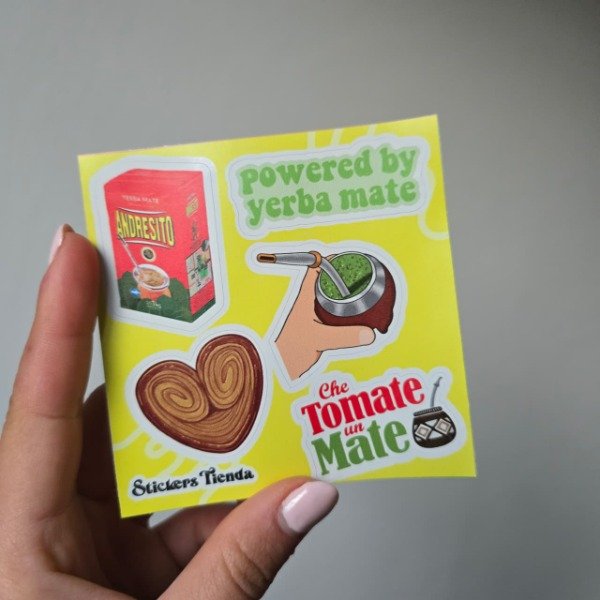 YERBA MATE
ANDRESITO
powered by
yerba mate
Che
Tomate
un
Mate
Stickers Tienda